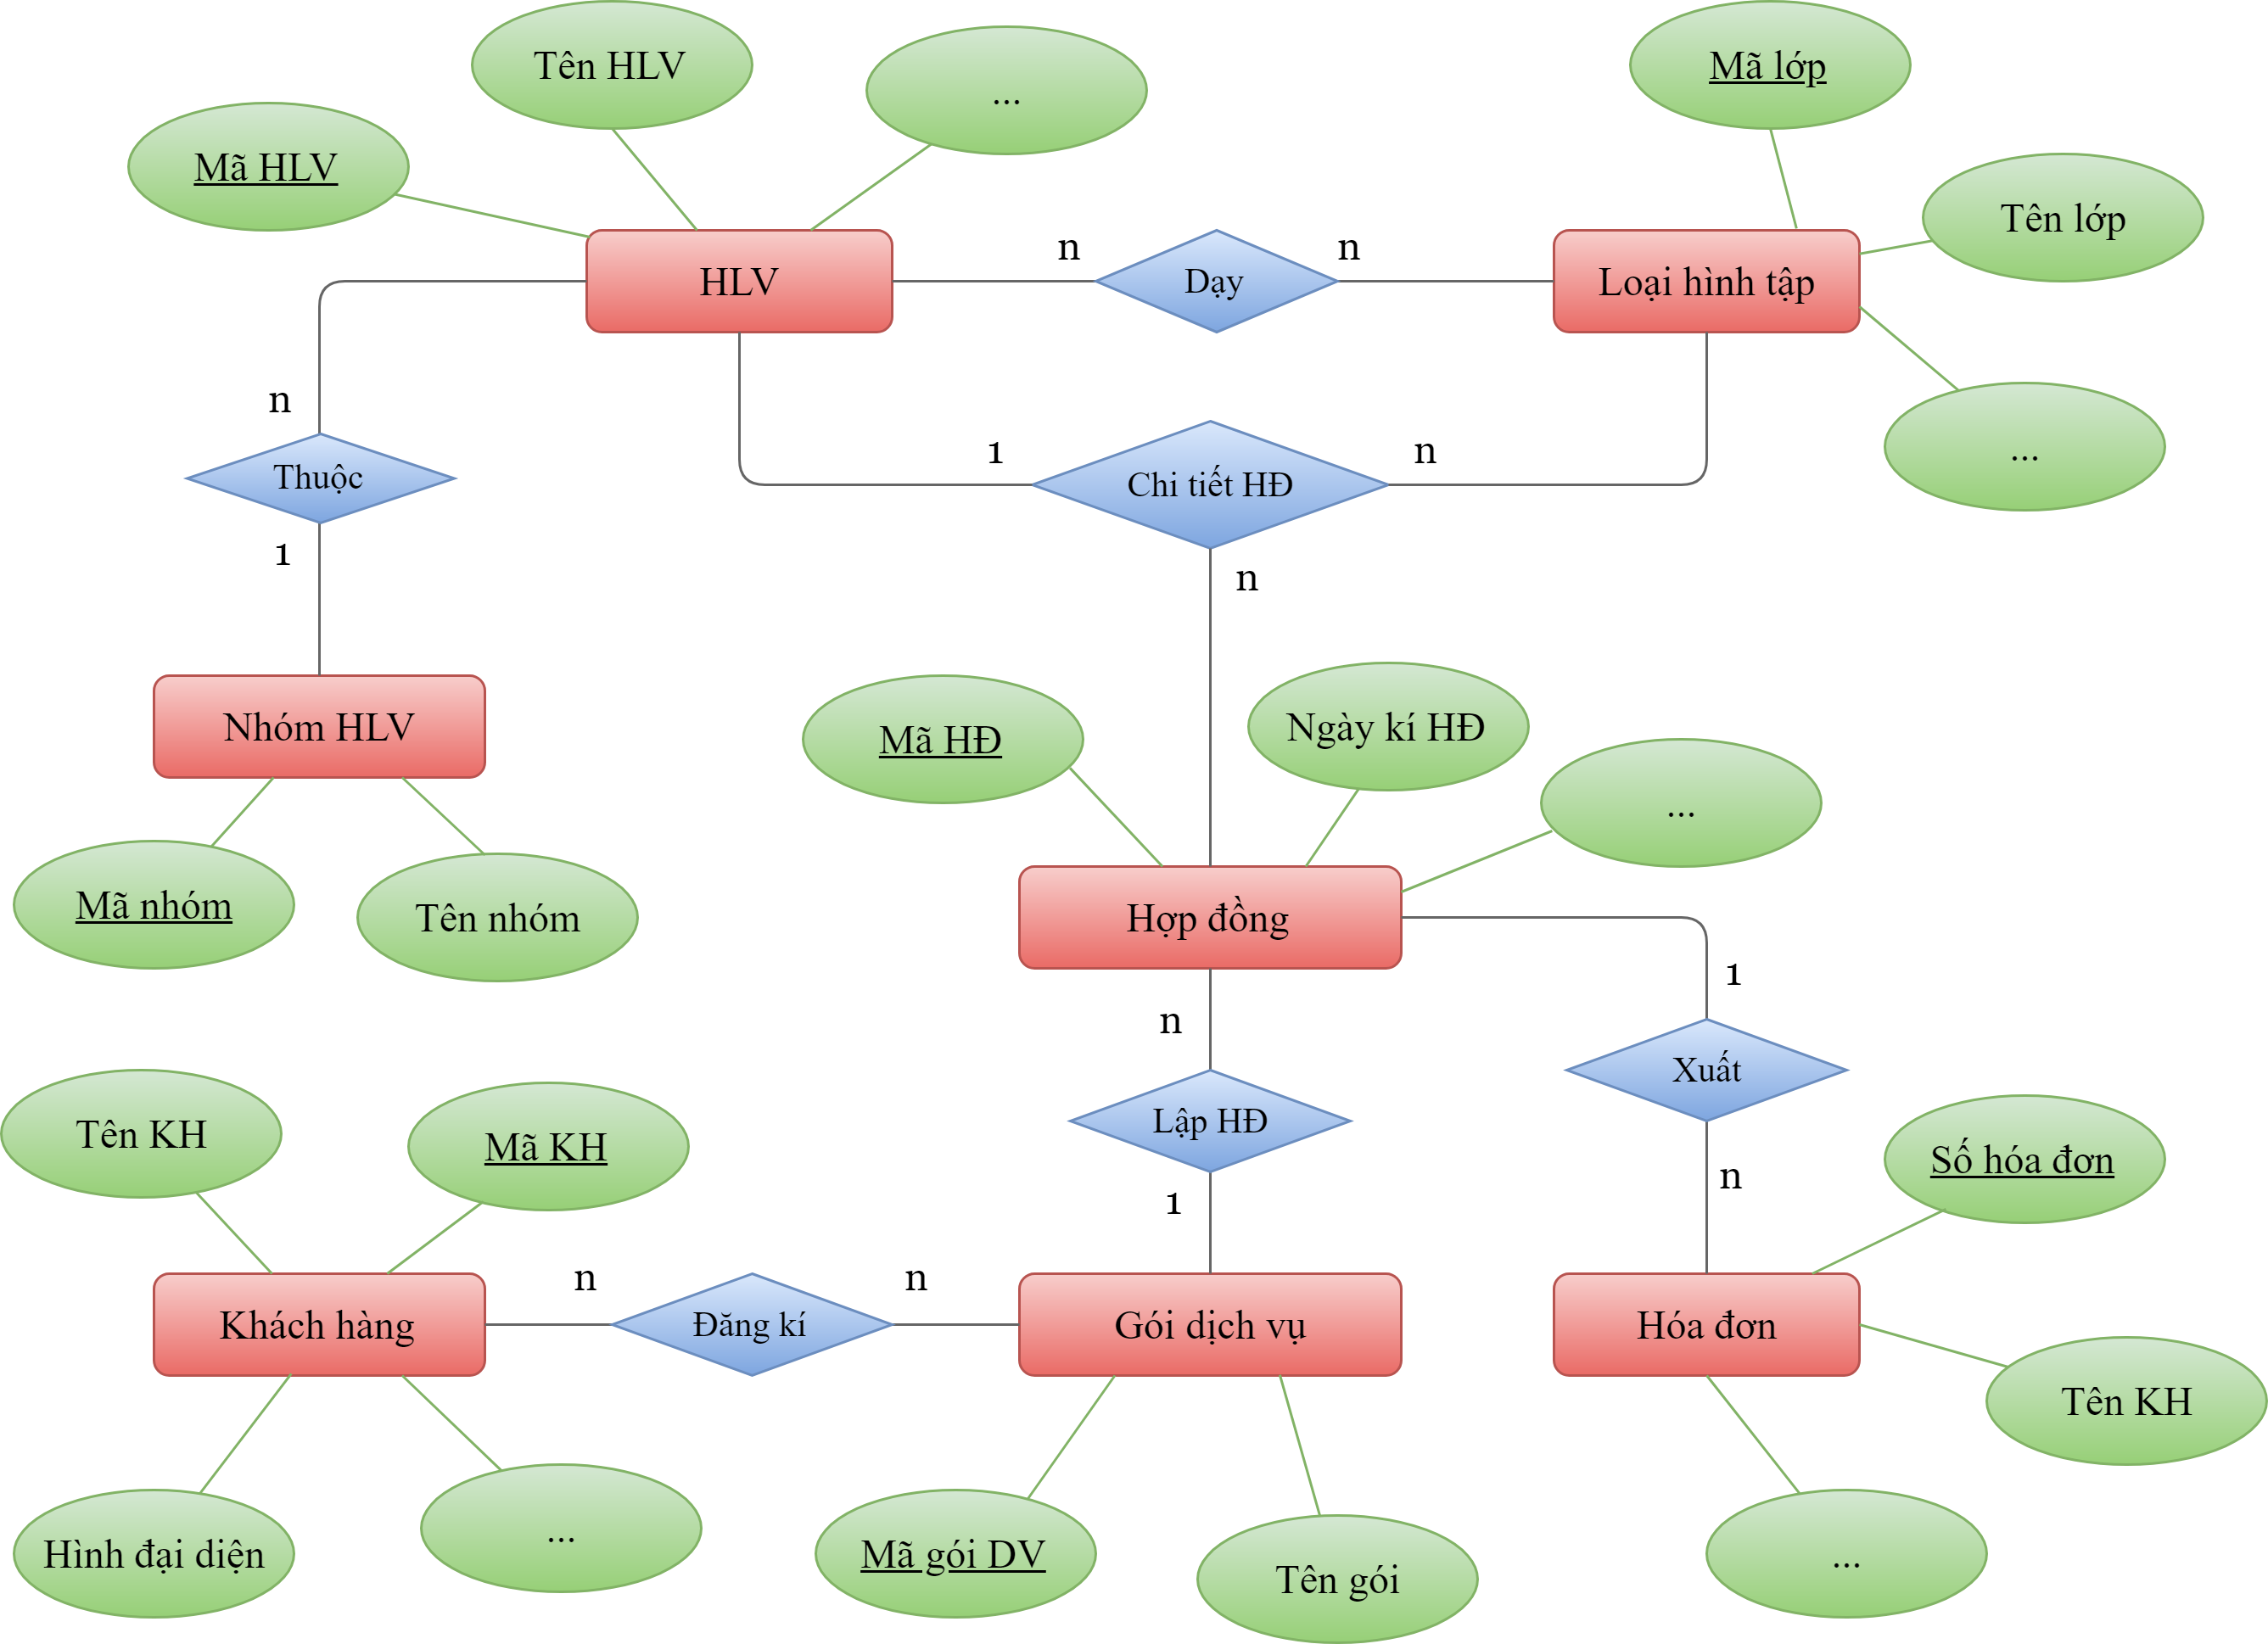 Tên HLV
...
Mã lớp
Mã HLV
Tên lớp
HLV
n
Dạy
n
Loại hình tập
n
1
Chi tiết HĐ
n
...
Thuộc
1
n
Nhóm HLV
Mã HĐ
Ngày kí HĐ
...
Mã nhóm
Tên nhóm
Hợp đồng
1
n
Xuất
Tên KH
Mã KH
Lập HĐ
Số hóa đơn
1
n
Khách hàng
n
Đăng kí
n
Gói dịch vụ
Hóa đơn
Tên KH
Hình đại diện
...
Mã gói DV
Tên gói
...